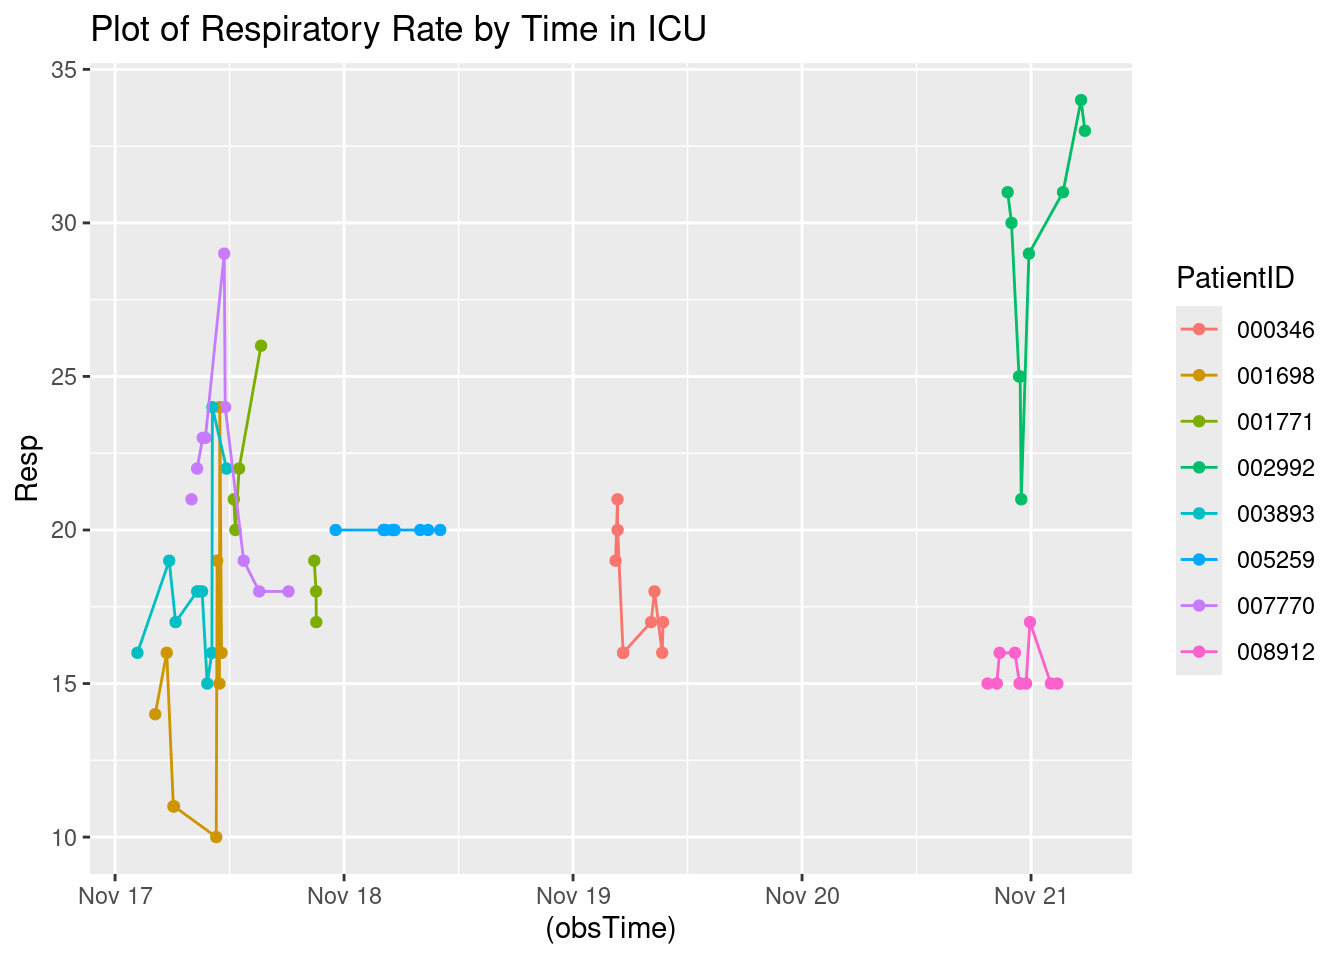 Plot of Respiratory Rate by Time in ICU
35
30
25
20
15
10
Resp
Nov 17
Nov 18
Nov 19
Nov 20
Nov 21
(obsTime)
PatientID
000346
001698
001771
002992
003893
005259
007770
008912